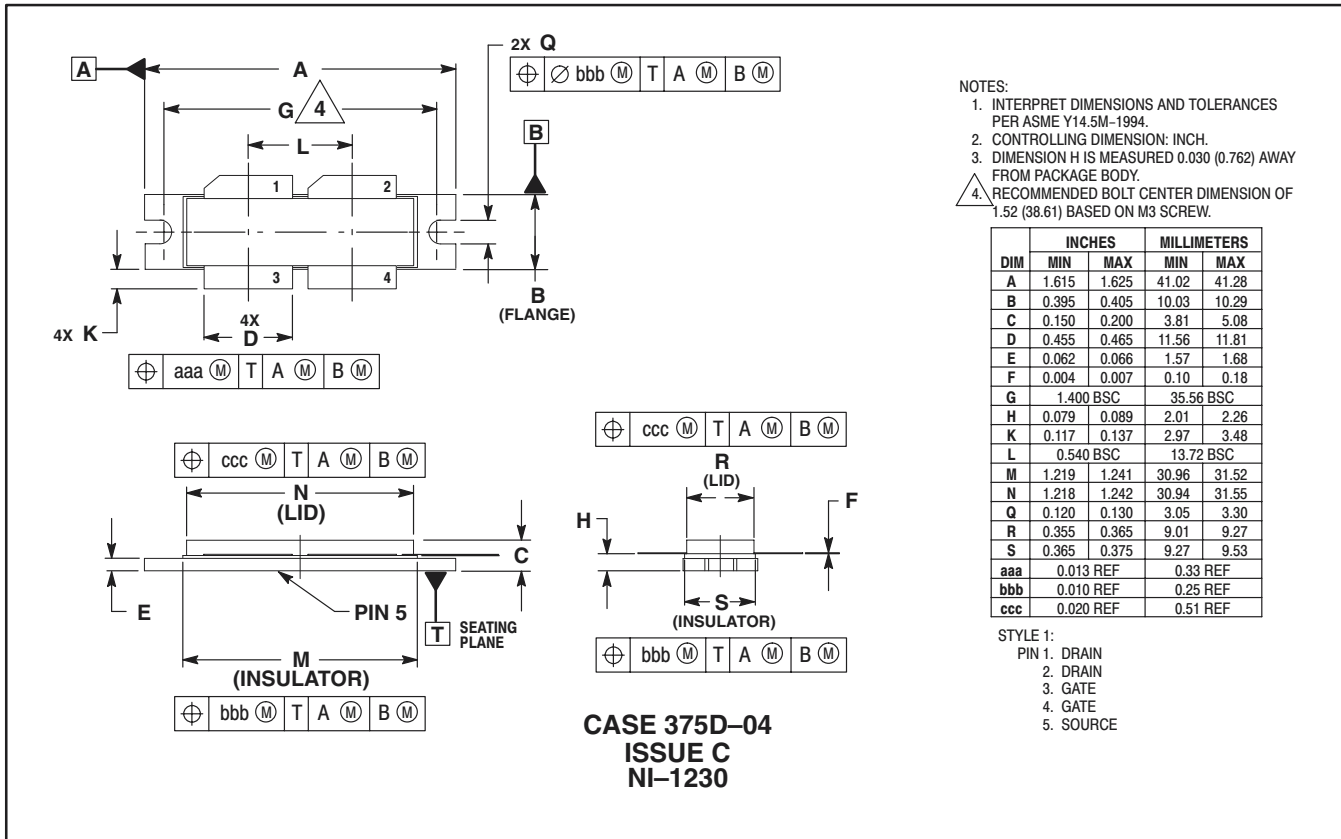 2X Q
⌖ ∅ bbb Ⓜ T A Ⓜ B Ⓜ
A
A
G 4
L
B
1 2
3 4
B
(FLANGE)
4X K
4X
D
⌖ aaa Ⓜ T A Ⓜ B Ⓜ
⌖ ccc Ⓜ T A Ⓜ B Ⓜ
N
(LID)
C
E
PIN 5
T SEATING
PLANE
M
(INSULATOR)
⌖ bbb Ⓜ T A Ⓜ B Ⓜ
⌖ ccc Ⓜ T A Ⓜ B Ⓜ
R
(LID)
F
H
S
(INSULATOR)
⌖ bbb Ⓜ T A Ⓜ B Ⓜ
CASE 375D–04
ISSUE C
NI–1230
NOTES:
1. INTERPRET DIMENSIONS AND TOLERANCES
PER ASME Y14.5M–1994.
2. CONTROLLING DIMENSION: INCH.
3. DIMENSION H IS MEASURED 0.030 (0.762) AWAY
FROM PACKAGE BODY.
4. RECOMMENDED BOLT CENTER DIMENSION OF
1.52 (38.61) BASED ON M3 SCREW.
INCHES MILLIMETERS
DIM MIN MAX MIN MAX
A 1.615 1.625 41.02 41.28
B 0.395 0.405 10.03 10.29
C 0.150 0.200 3.81 5.08
D 0.455 0.465 11.56 11.81
E 0.062 0.066 1.57 1.68
F 0.004 0.007 0.10 0.18
G 1.400 BSC 35.56 BSC
H 0.079 0.089 2.01 2.26
K 0.117 0.137 2.97 3.48
L 0.540 BSC 13.72 BSC
M 1.219 1.241 30.96 31.52
N 1.218 1.242 30.94 31.55
Q 0.120 0.130 3.05 3.30
R 0.355 0.365 9.01 9.27
S 0.365 0.375 9.27 9.53
aaa 0.013 REF 0.33 REF
bbb 0.010 REF 0.25 REF
ccc 0.020 REF 0.51 REF
STYLE 1:
PIN 1. DRAIN
2. DRAIN
3. GATE
4. GATE
5. SOURCE